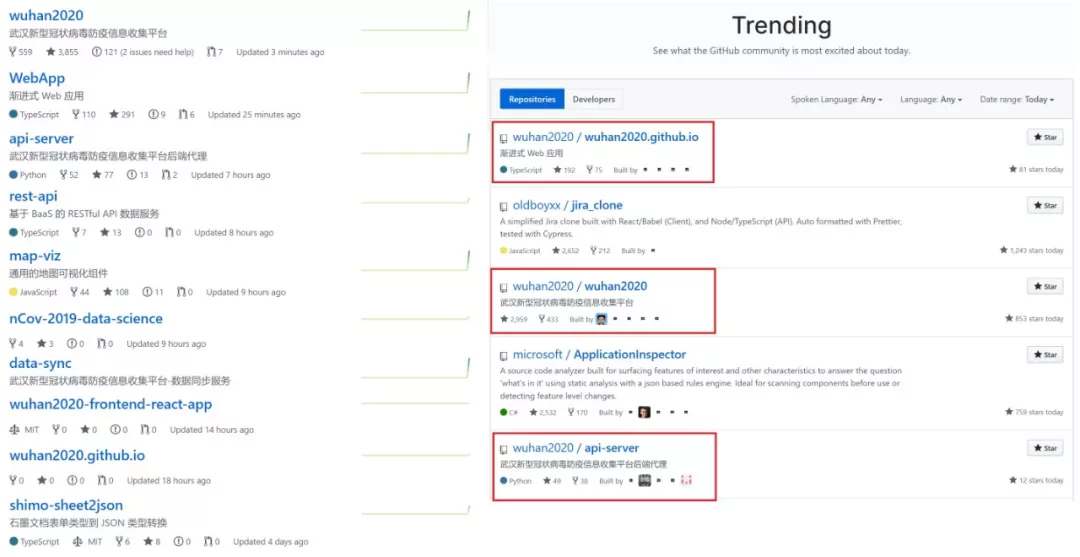 wuhan2020
武汉新型冠状病毒防疫信息收集平台
559 3,855 121 (2 issues need help) 7 Updated 3 minutes ago
WebApp
渐进式 Web 应用
TypeScript 110 291 9 6 Updated 25 minutes ago
api-server
武汉新型冠状病毒防疫信息收集平台后端代理
Python 52 77 13 2 Updated 7 hours ago
rest-api
基于 BaaS 的 RESTful API 数据服务
TypeScript 7 13 0 0 Updated 8 hours ago
map-viz
通用的地图可视化组件
JavaScript 44 108 11 0 Updated 9 hours ago
nCov-2019-data-science
4 3 0 0 Updated 9 hours ago
data-sync
武汉新型冠状病毒防疫信息收集平台-数据同步服务
wuhan2020-frontend-react-app
MIT 0 0 0 0 Updated 14 hours ago
wuhan2020.github.io
0 0 0 0 Updated 18 hours ago
shimo-sheet2json
石墨文档表单类型到 JSON 类型转换
TypeScript MIT 6 8 0 0 Updated 4 days ago
Trending
See what the GitHub community is most excited about today.
Repositories Developers Spoken Language: Any Language: Any Date range: Today
wuhan2020 / wuhan2020.github.io Star
渐进式 Web 应用
TypeScript 192 75 Built by 81 stars today
oldboyxx / jira_clone Star
A simplified Jira clone built with React/Babel (Client), and Node/TypeScript (API). Auto formatted with Prettier,
tested with Cypress.
JavaScript 2,652 212 Built by 1,243 stars today
wuhan2020 / wuhan2020 Star
武汉新型冠状病毒防疫信息收集平台
2,959 433 Built by 853 stars today
microsoft / ApplicationInspector Star
A source code analyzer built for surfacing features of interest and other characteristics to answer the question
'what's in it' using static analysis with a json based rules engine. Ideal for scanning components before use or
detecting feature level changes.
C# 2,532 170 Built by 759 stars today
wuhan2020 / api-server Star
武汉新型冠状病毒防疫信息收集平台后端代理
Python 49 38 Built by 12 stars today